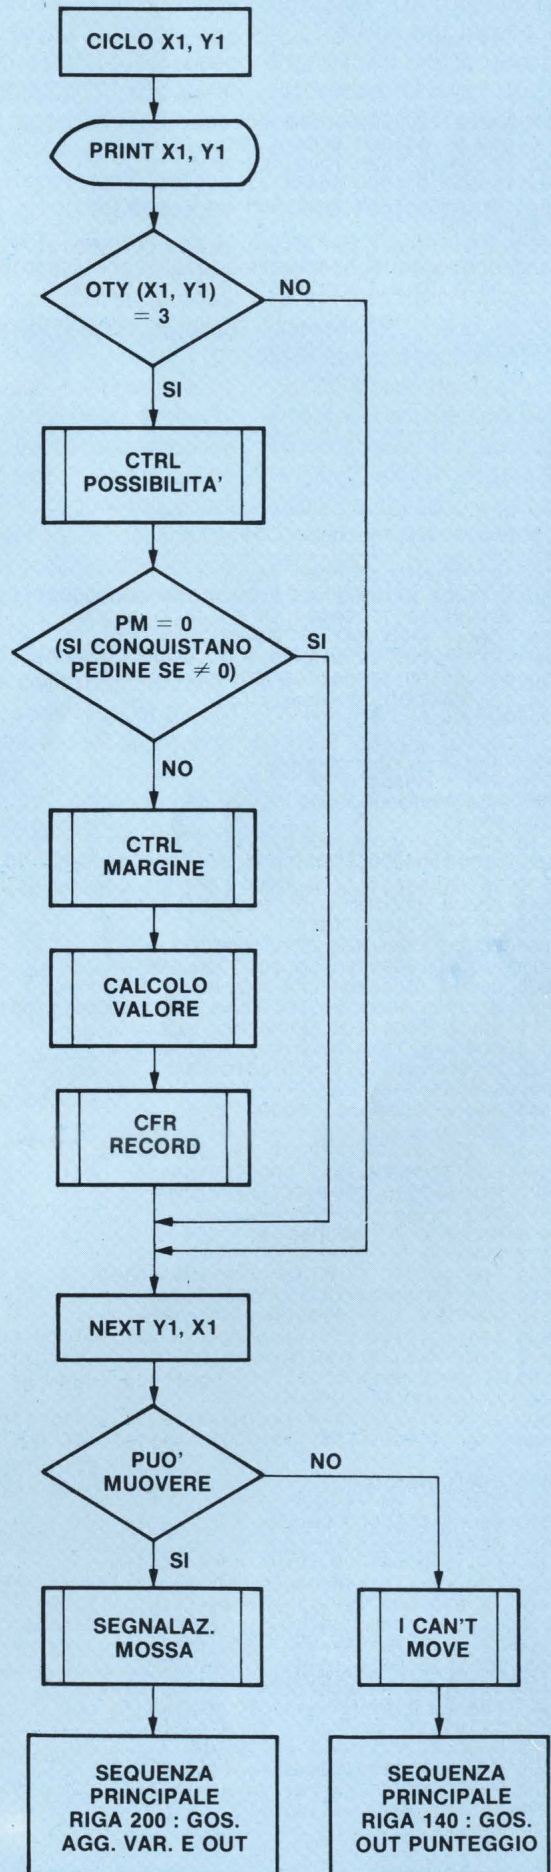 CICLO X1, Y1
PRINT X1, Y1
OTY (X1, Y1)
= 3
NO
SI
CTRL
POSSIBILITA'
PM = 0
(SI CONQUISTANO
PEDINE SE ≠ 0)
SI
NO
CTRL
MARGINE
CALCOLO
VALORE
CFR
RECORD
NEXT Y1, X1
PUO'
MUOVERE
NO
SI
SEGNALAZ.
MOSSA
I CAN'T
MOVE
SEQUENZA
PRINCIPALE
RIGA 200 : GOS.
AGG. VAR. E OUT
SEQUENZA
PRINCIPALE
RIGA 140 : GOS.
OUT PUNTEGGIO